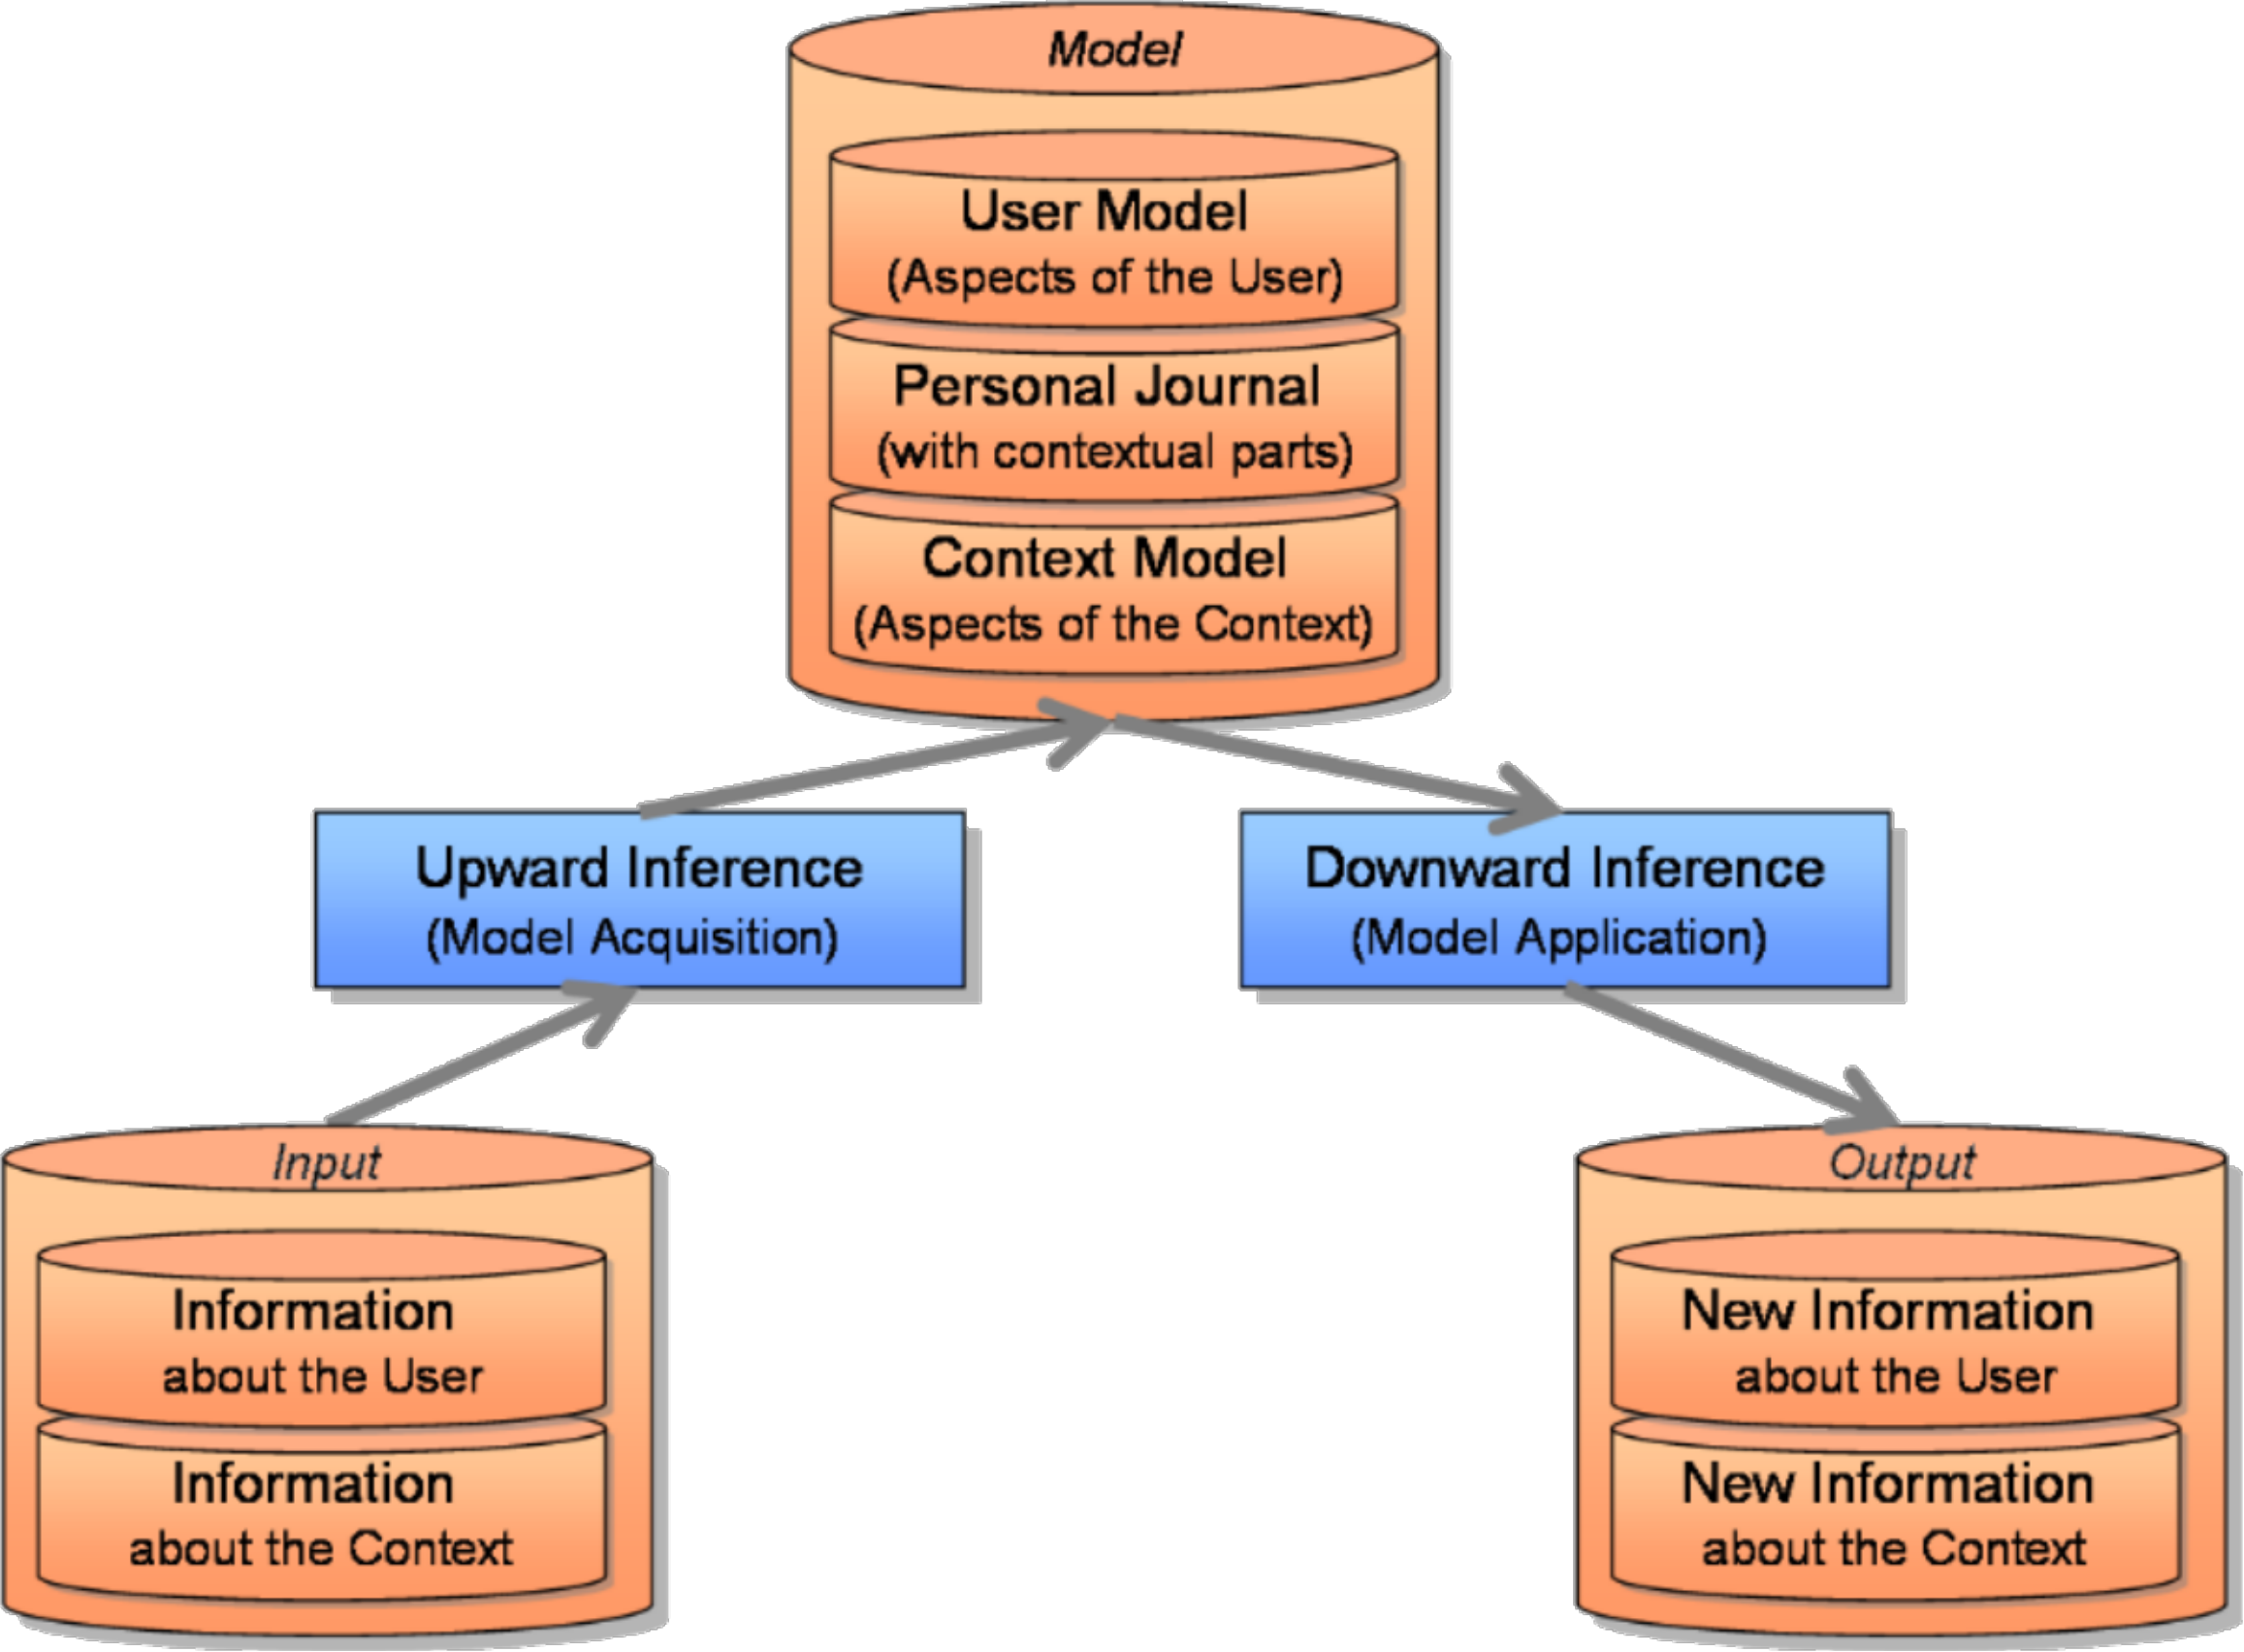 Model
User Model
(Aspects of the User)
Personal Journal
(with contextual parts)
Context Model
(Aspects of the Context)
Upward Inference
(Model Acquisition)
Downward Inference
(Model Application)
Input
Information
about the User
Information
about the Context
Output
New Information
about the User
New Information
about the Context